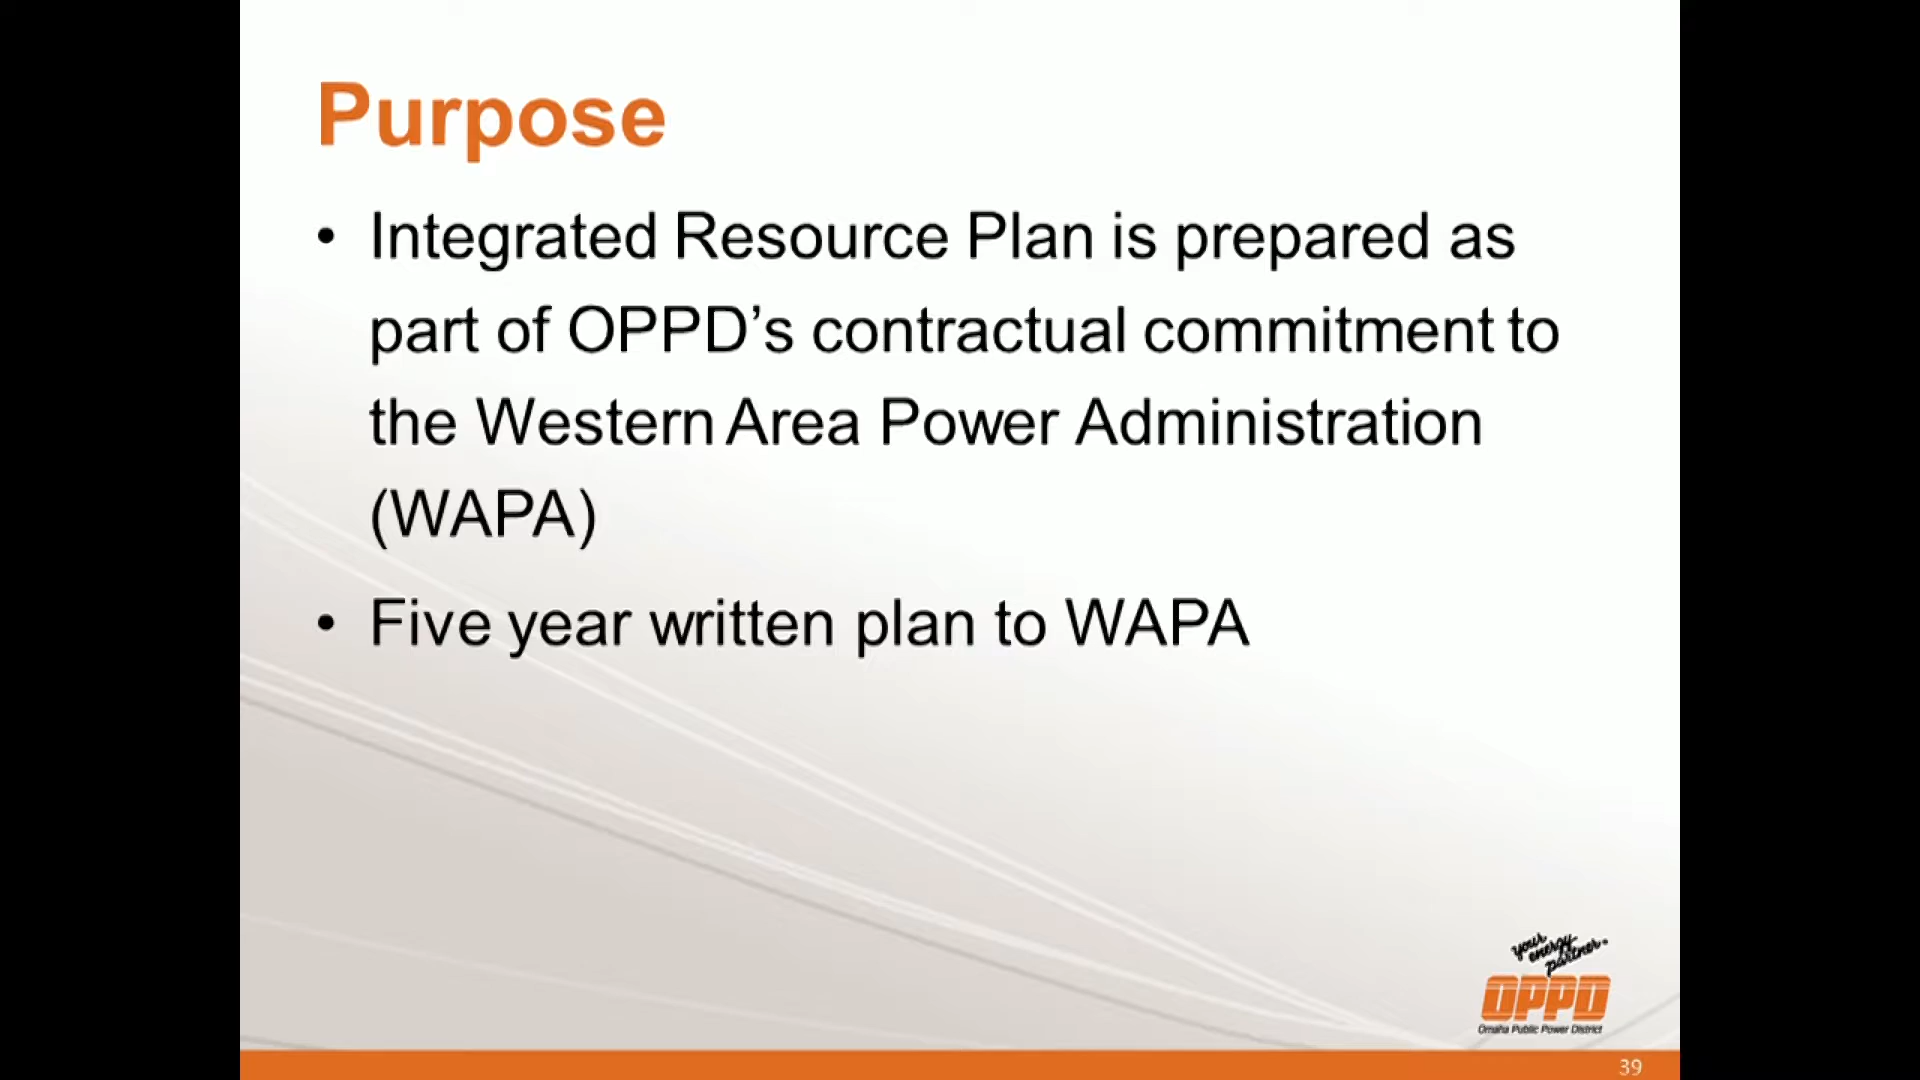 Purpose
• Integrated Resource Plan is prepared as
part of OPPD’s contractual commitment to
the Western Area Power Administration
(WAPA)
• Five year written plan to WAPA
your
energy
partner
OPPD
Omaha Public Power District
39